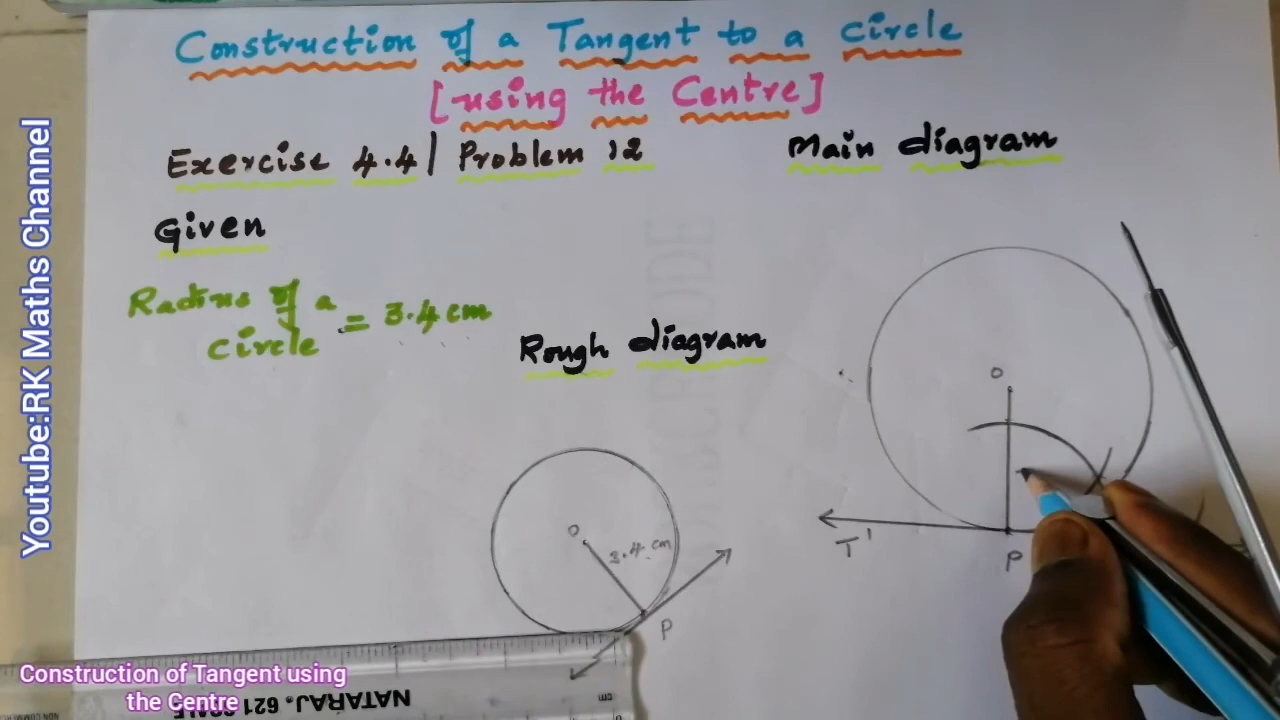 Construction of a Tangent to a circle
[using the Centre]
Exercise 4.4 | Problem 12
Main diagram
Given
Radius of a
circle = 3.4 cm
Rough diagram
O
3.4 cm
P
O
T'
P
cm
NATARAJ. 621
Youtube:RK Maths Channel
Construction of Tangent using
the Centre